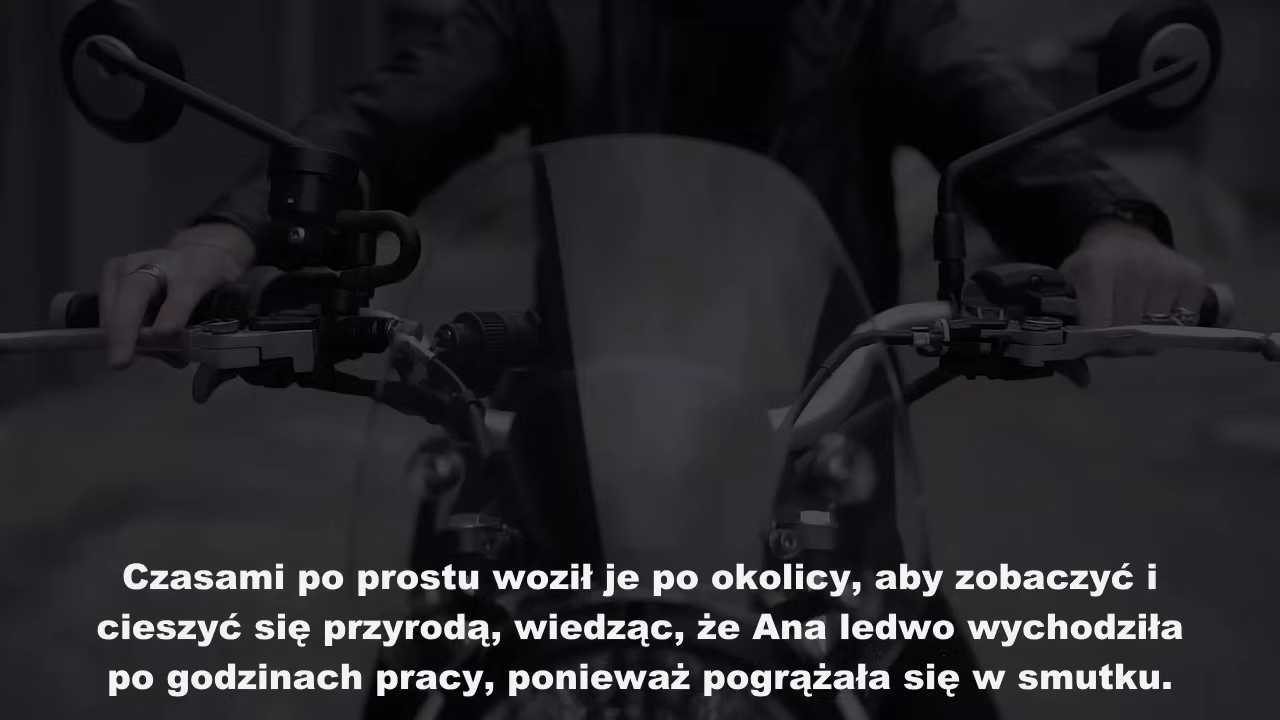 Czasami po prostu woził je po okolicy, aby zobaczyć i
cieszyć się przyrodą, wiedząc, że Ana ledwo wychodziła
po godzinach pracy, ponieważ pogrążała się w smutku.